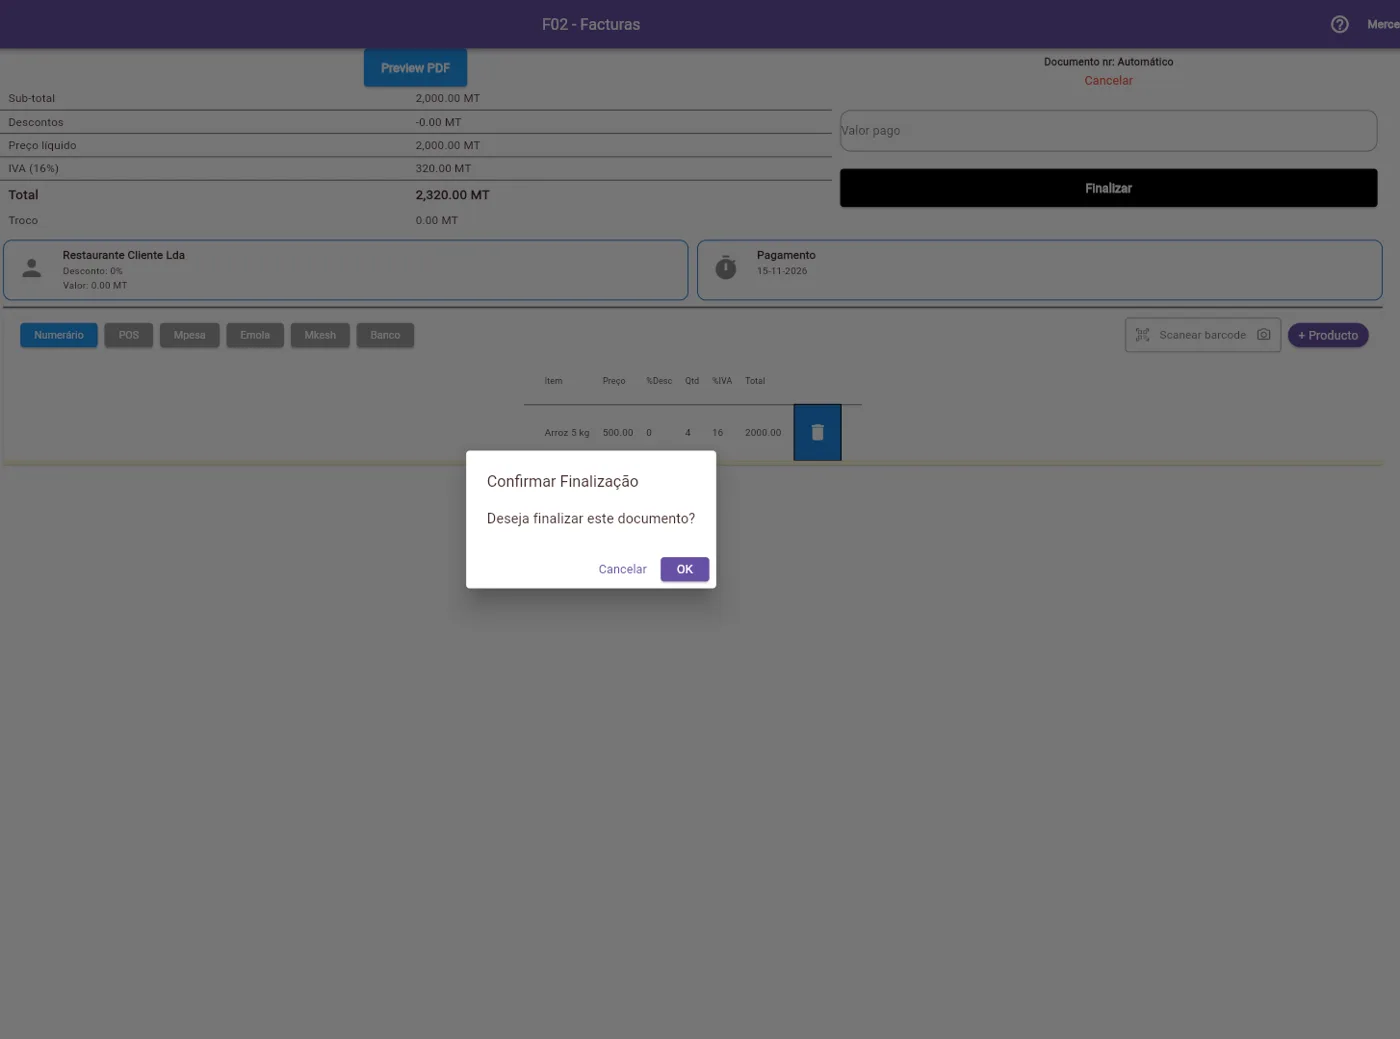 F02 - Facturas
Merce
Preview PDF
Documento nr: Automático
Cancelar
Sub-total 2,000.00 MT
Descontos -0.00 MT
Preço líquido 2,000.00 MT
IVA (16%) 320.00 MT
Total 2,320.00 MT
Troco 0.00 MT
Valor pago
Finalizar
Restaurante Cliente Lda
Desconto: 0%
Valor: 0.00 MT
Pagamento
15-11-2026
Numerário POS Mpesa Emola Mkesh Banco
Scanear barcode
+ Producto
Item Preço %Desc Qtd %IVA Total
Arroz 5 kg 500.00 0 4 16 2000.00
Confirmar Finalização
Deseja finalizar este documento?
Cancelar OK